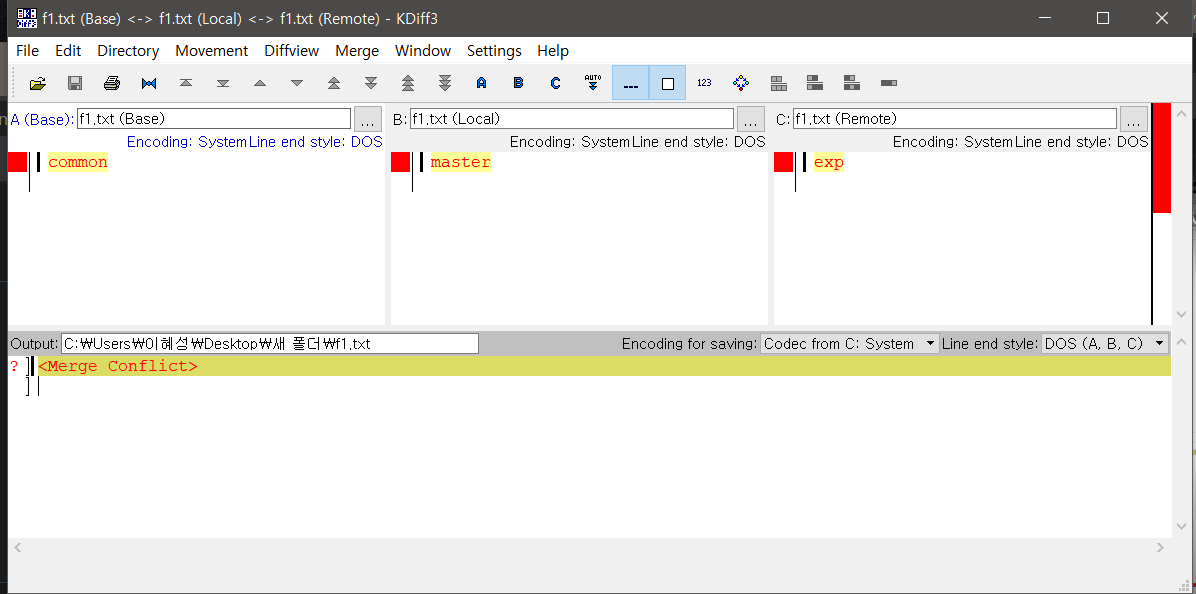 f1.txt (Base) <-> f1.txt (Local) <-> f1.txt (Remote) - KDiff3
File Edit Directory Movement Diffview Merge Window Settings Help
A B C AUTO 123
A (Base): f1.txt (Base) ... B: f1.txt (Local) ... C: f1.txt (Remote) ...
Encoding: System Line end style: DOS Encoding: System Line end style: DOS Encoding: System Line end style: DOS
common master exp
Output: C:₩Users₩이혜성₩Desktop₩새 폴더₩f1.txt Encoding for saving: Codec from C: System Line end style: DOS (A, B, C)
? <Merge Conflict>